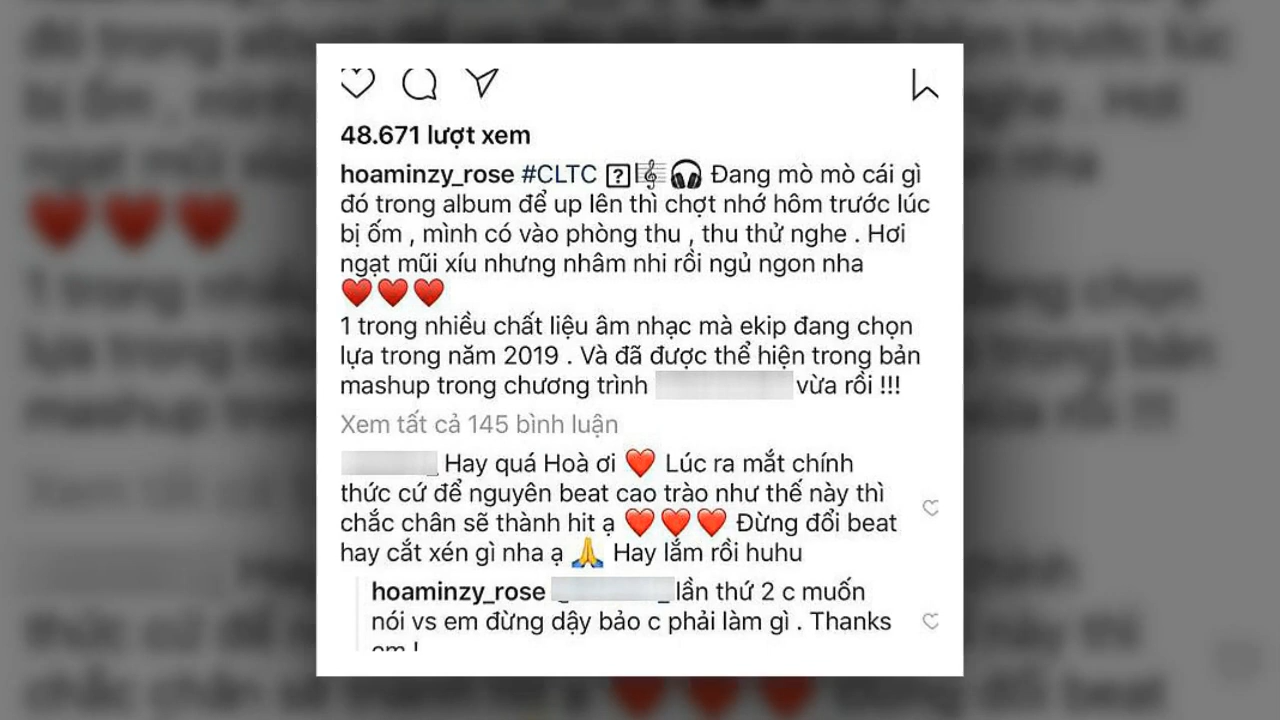 48.671 lượt xem
hoaminzy_rose #CLTC ?🎼🎧 Đang mò mò cái gì
đó trong album để up lên thì chợt nhớ hôm trước lúc
bị ốm , mình có vào phòng thu , thu thử nghe . Hơi
ngạt mũi xíu nhưng nhâm nhi rồi ngủ ngon nha
❤️❤️❤️
1 trong nhiều chất liệu âm nhạc mà ekip đang chọn
lựa trong năm 2019 . Và đã được thể hiện trong bản
mashup trong chương trình vừa rồi !!!
Xem tất cả 145 bình luận
Hay quá Hoà ơi ❤️ Lúc ra mắt chính
thức cứ để nguyên beat cao trào như thế này thì
chắc chân sẽ thành hit ạ ❤️❤️❤️ Đừng đổi beat
hay cắt xén gì nha ạ 🙏 Hay lắm rồi huhu
hoaminzy_rose lần thứ 2 c muốn
nói vs em đừng dậy bảo c phải làm gì . Thanks
em !